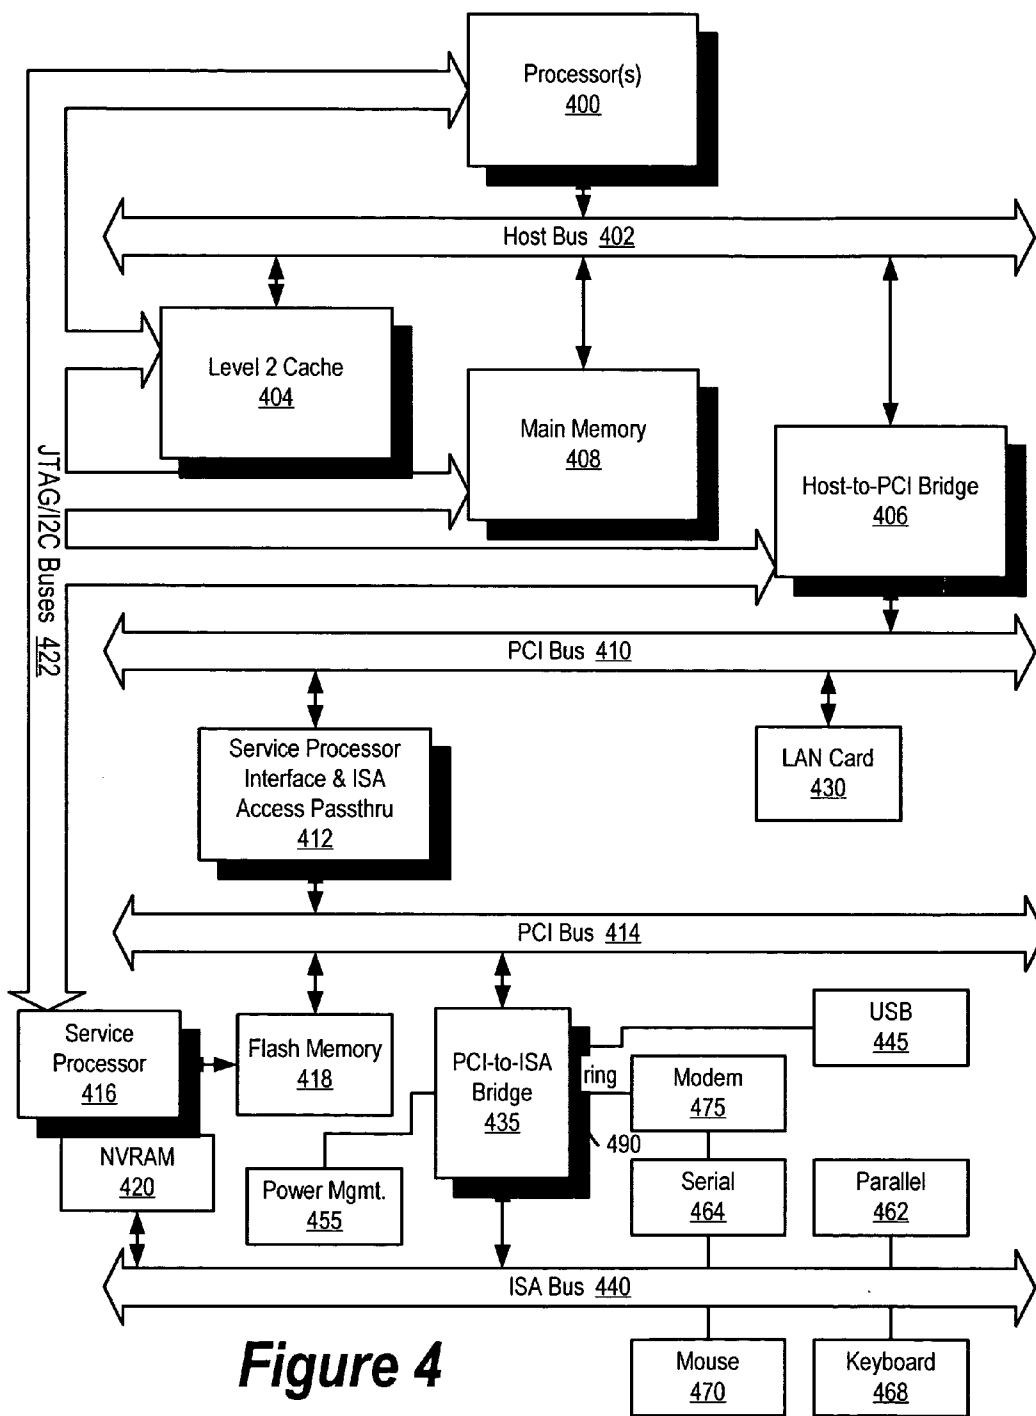 Processor(s)
400
Host Bus 402
Level 2 Cache
404
Main Memory
408
Host-to-PCI Bridge
406
JTAG/I2C Buses 422
PCI Bus 410
Service Processor
Interface & ISA
Access Passthru
412
LAN Card
430
PCI Bus 414
Service
Processor
416
Flash Memory
418
PCI-to-ISA
Bridge
435
USB
445
ring
Modem
475
490
NVRAM
420
Power Mgmt.
455
Serial
464
Parallel
462
ISA Bus 440
Mouse
470
Keyboard
468
Figure 4